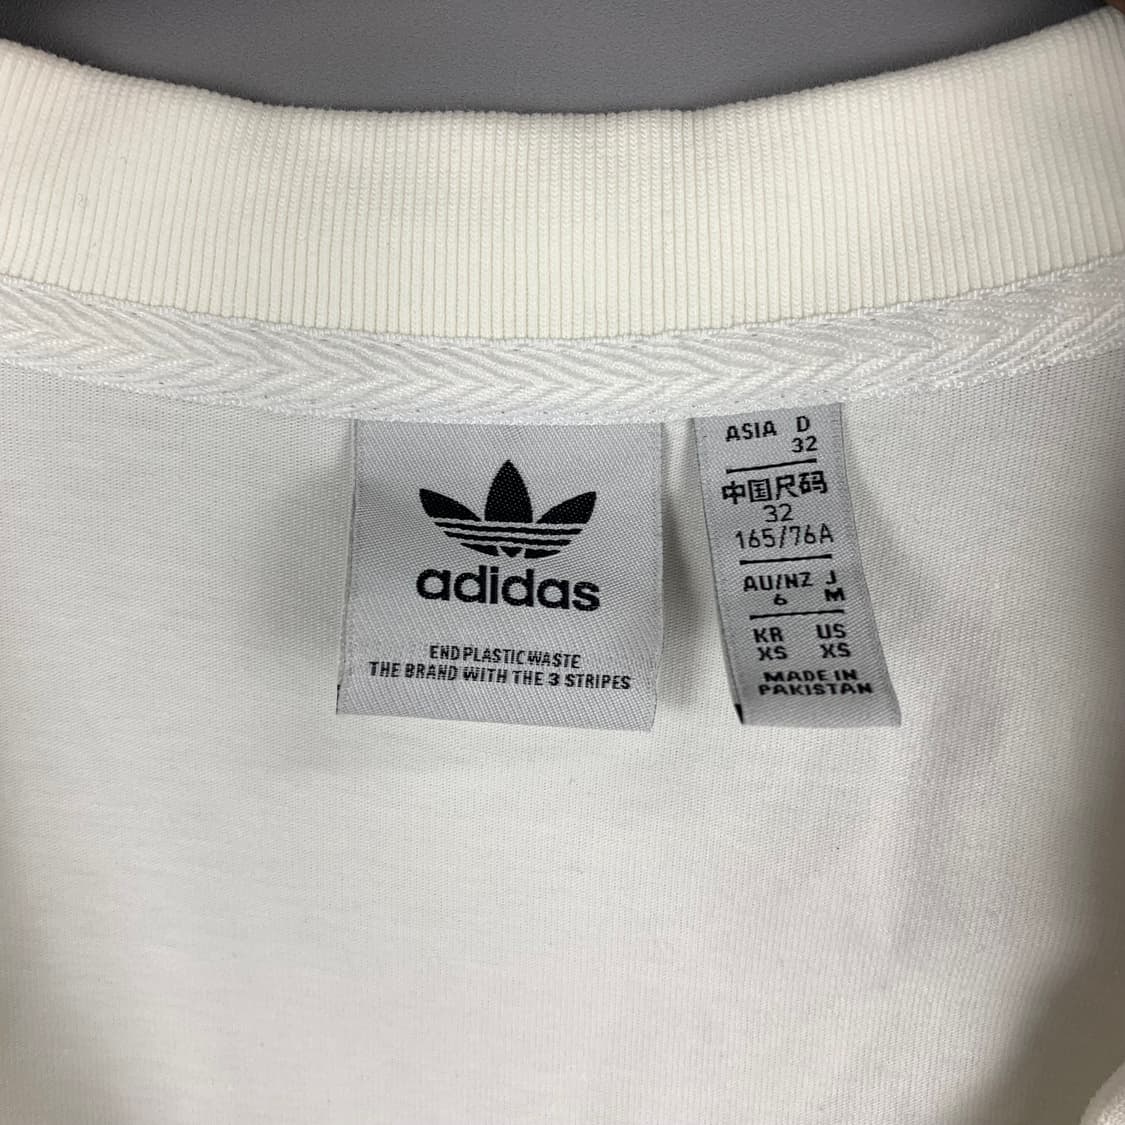 adidas
END PLASTIC WASTE
THE BRAND WITH THE 3 STRIPES
ASIA D
32
中国尺码
32
165/76A
AU/NZ J
6 M
KR US
XS XS
MADE IN
PAKISTAN